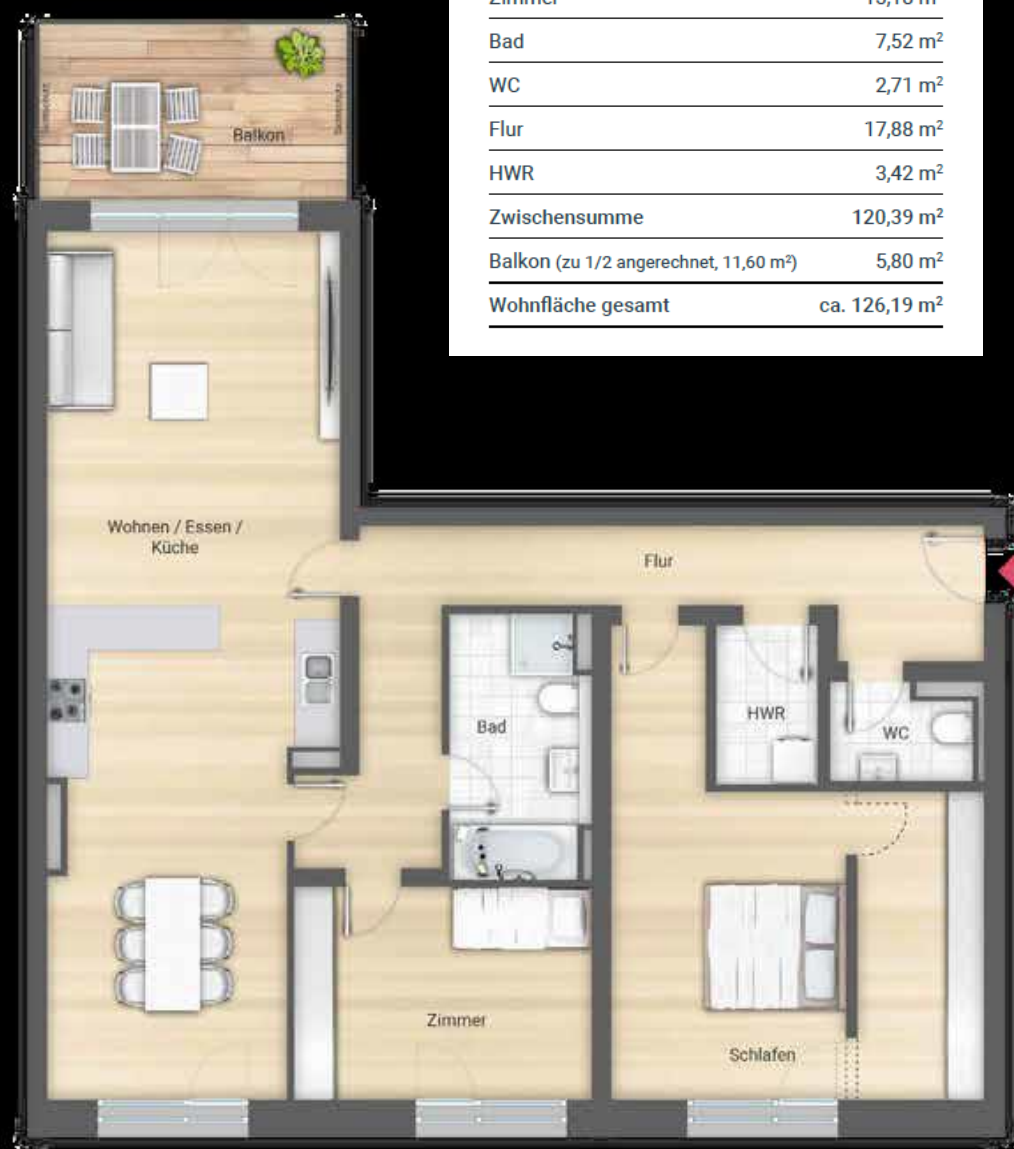 Bad 7,52 m²
WC 2,71 m²
Flur 17,88 m²
HWR 3,42 m²
Zwischensumme 120,39 m²
Balkon (zu 1/2 angerechnet, 11,60 m²) 5,80 m²
Wohnfläche gesamt ca. 126,19 m²
Balkon
Wohnen / Essen /
Küche
Flur
Bad
HWR
WC
Zimmer
Schlafen